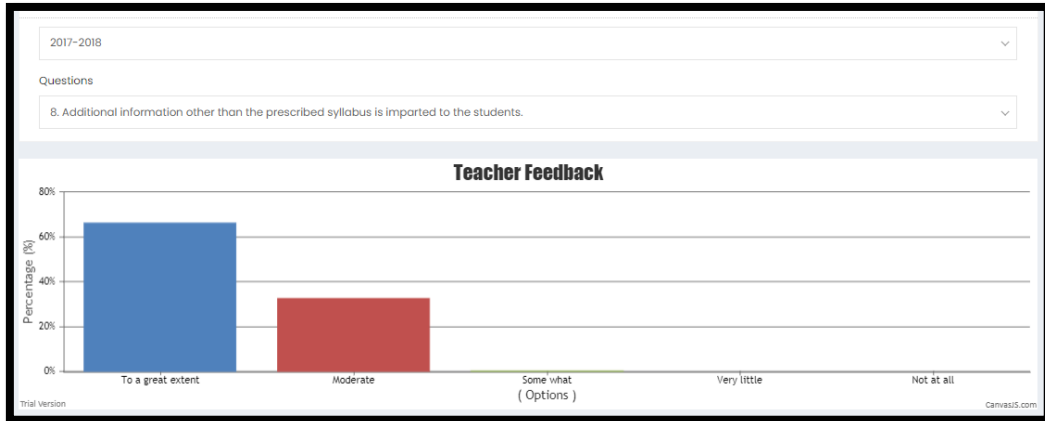 2017-2018
Questions
8. Additional information other than the prescribed syllabus is imparted to the students.
Teacher Feedback
80%
60%
40%
20%
0%
Percentage (%)
To a great extent
Moderate
Some what
Very little
Not at all
( Options )
Trial Version
CanvasJS.com